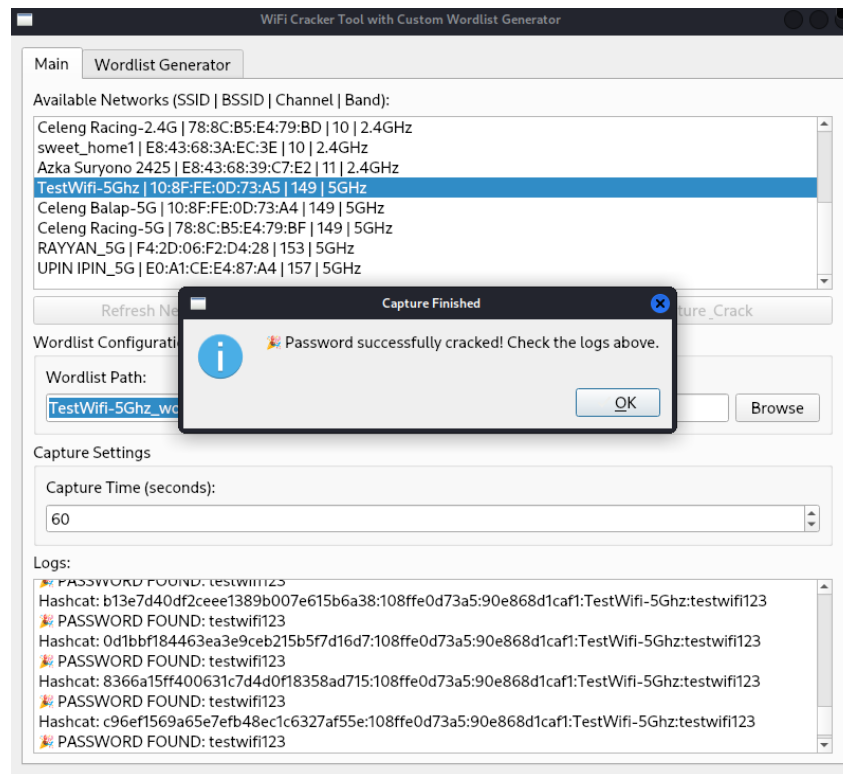 WiFi Cracker Tool with Custom Wordlist Generator
Main Wordlist Generator
Available Networks (SSID | BSSID | Channel | Band):
Celeng Racing-2.4G | 78:8C:B5:E4:79:BD | 10 | 2.4GHz
sweet_home1 | E8:43:68:3A:EC:3E | 10 | 2.4GHz
Azka Suryono 2425 | E8:43:68:39:C7:E2 | 11 | 2.4GHz
TestWifi-5Ghz | 10:8F:FE:0D:73:A5 | 149 | 5GHz
Celeng Balap-5G | 10:8F:FE:0D:73:A4 | 149 | 5GHz
Celeng Racing-5G | 78:8C:B5:E4:79:BF | 149 | 5GHz
RAYYAN_5G | F4:2D:06:F2:D4:28 | 153 | 5GHz
UPIN IPIN_5G | E0:A1:CE:E4:87:A4 | 157 | 5GHz
Refresh Ne
ture_Crack
Capture Finished
🎉 Password successfully cracked! Check the logs above.
OK
Wordlist Configurati
Wordlist Path:
TestWifi-5Ghz_wo
Browse
Capture Settings
Capture Time (seconds):
60
Logs:
🎉 PASSWORD FOUND: testwifi123
Hashcat: b13e7d40df2ceee1389b007e615b6a38:108ffe0d73a5:90e868d1caf1:TestWifi-5Ghz:testwifi123
🎉 PASSWORD FOUND: testwifi123
Hashcat: 0d1bbf184463ea3e9ceb215b5f7d16d7:108ffe0d73a5:90e868d1caf1:TestWifi-5Ghz:testwifi123
🎉 PASSWORD FOUND: testwifi123
Hashcat: 8366a15ff400631c7d4d0f18358ad715:108ffe0d73a5:90e868d1caf1:TestWifi-5Ghz:testwifi123
🎉 PASSWORD FOUND: testwifi123
Hashcat: c96ef1569a65e7efb48ec1c6327af55e:108ffe0d73a5:90e868d1caf1:TestWifi-5Ghz:testwifi123
🎉 PASSWORD FOUND: testwifi123